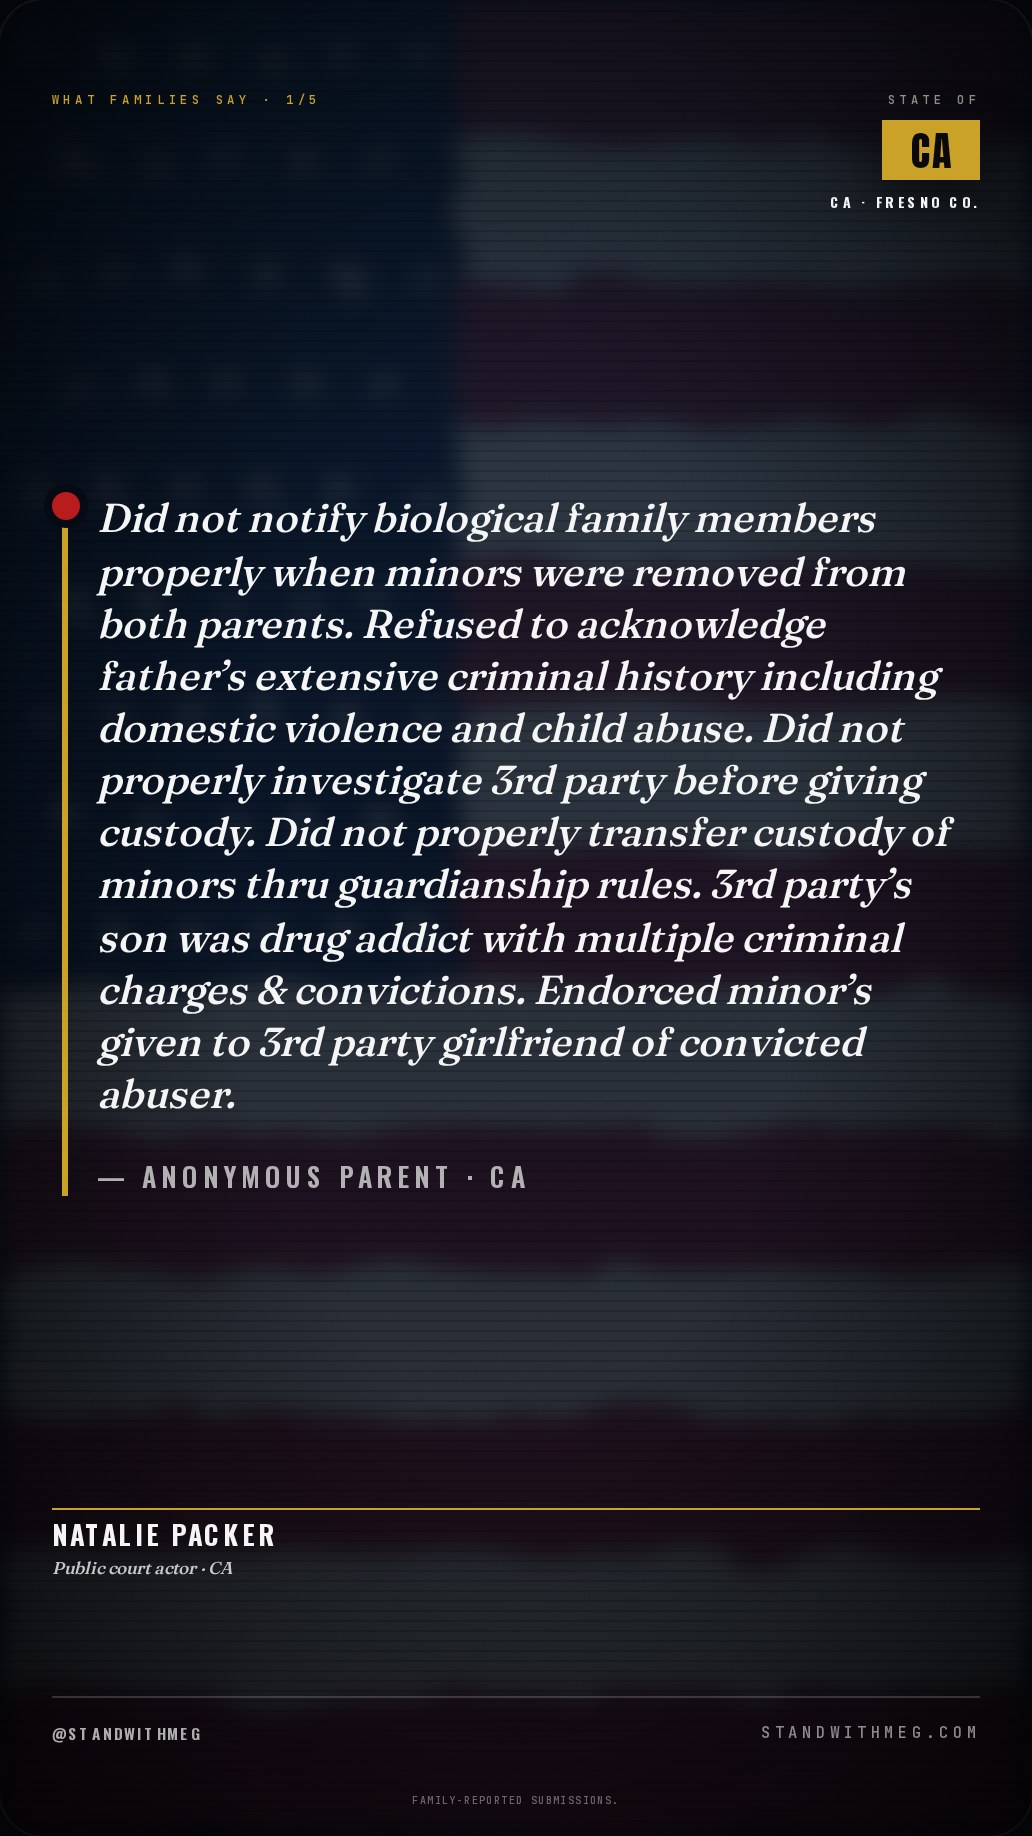 WHAT FAMILIES SAY · 1/5
STATE OF
CA
CA · FRESNO CO.
Did not notify biological family members
properly when minors were removed from
both parents. Refused to acknowledge
father’s extensive criminal history including
domestic violence and child abuse. Did not
properly investigate 3rd party before giving
custody. Did not properly transfer custody of
minors thru guardianship rules. 3rd party’s
son was drug addict with multiple criminal
charges & convictions. Endorced minor’s
given to 3rd party girlfriend of convicted
abuser.
— ANONYMOUS PARENT · CA
NATALIE PACKER
Public court actor · CA
@STANDWITHMEG
STANDWITHMEG.COM
FAMILY-REPORTED SUBMISSIONS.